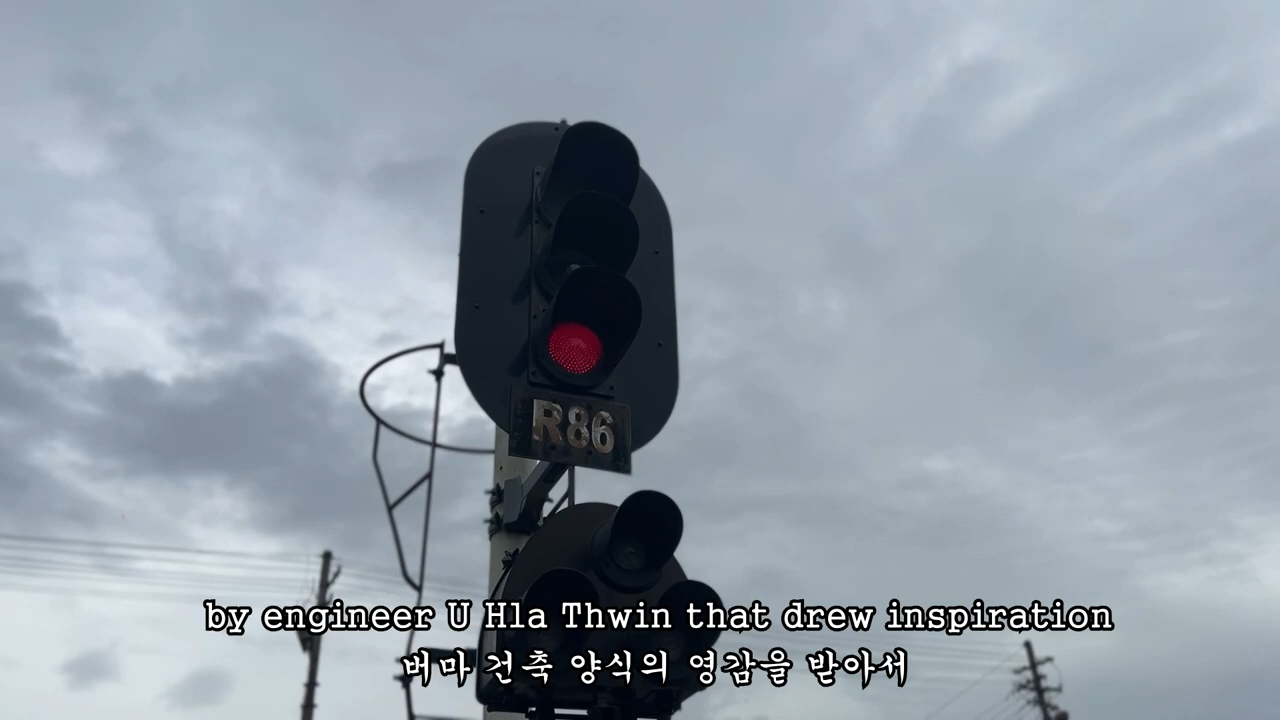 R86
by engineer U Hla Thwin that drew inspiration
버마 건축 양식의 영감을 받아서